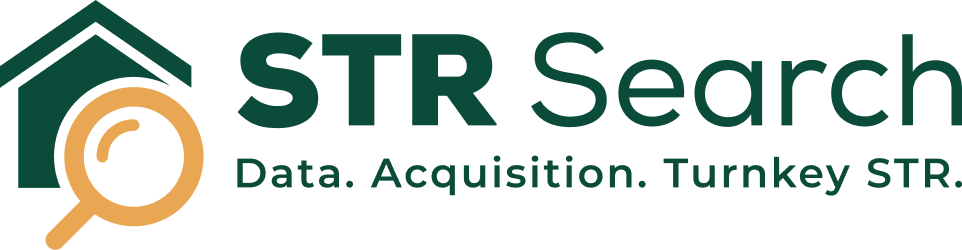 STR Search
Data. Acquisition. Turnkey STR.